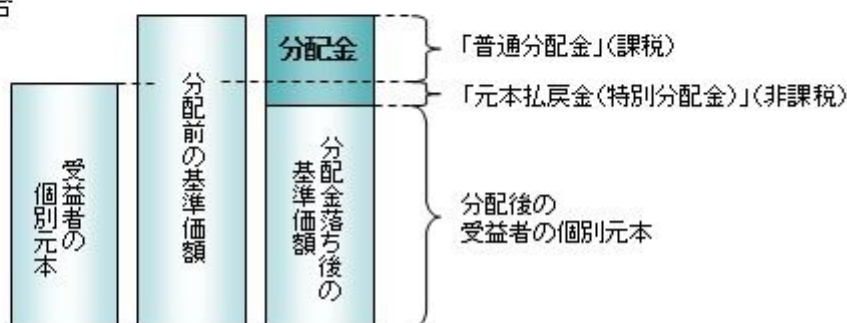 受益者の
個別元本
分配前の基準価額
分配金
分配金落ち後の
基準価額
「普通分配金」(課税)
「元本払戻金(特別分配金)」(非課税)
分配後の
受益者の個別元本